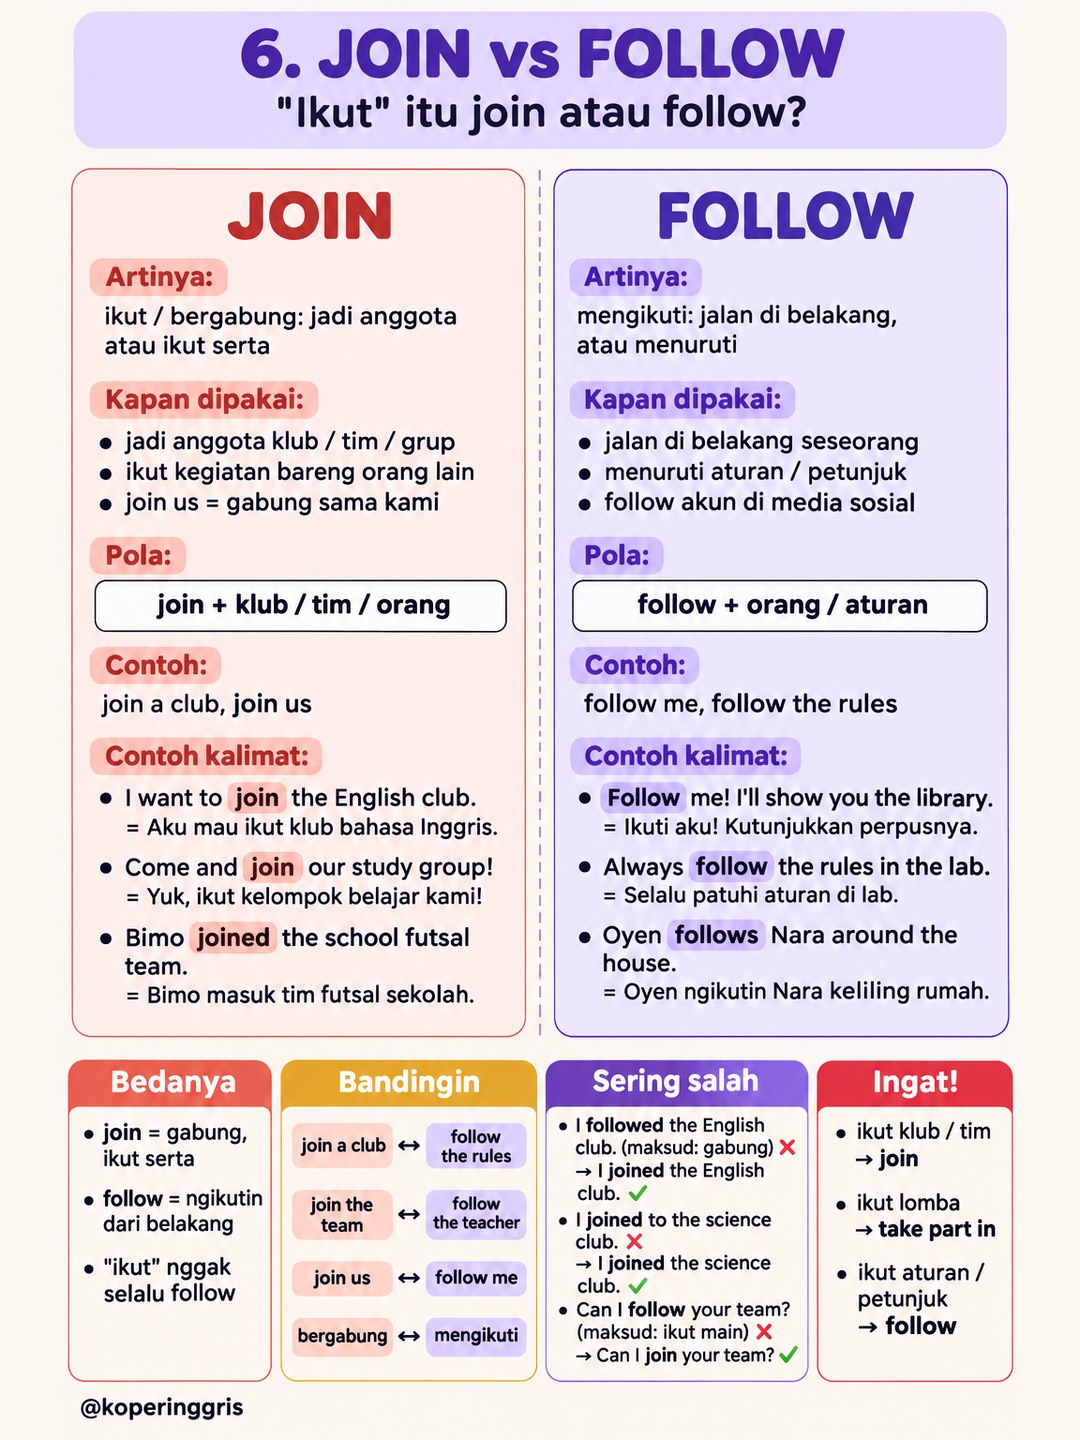 6. JOIN vs FOLLOW
"Ikut" itu join atau follow?
JOIN
Artinya:
ikut / bergabung: jadi anggota
atau ikut serta
Kapan dipakai:
• jadi anggota klub / tim / grup
• ikut kegiatan bareng orang lain
• join us = gabung sama kami
Pola:
join + klub / tim / orang
Contoh:
join a club, join us
Contoh kalimat:
• I want to join the English club.
= Aku mau ikut klub bahasa Inggris.
• Come and join our study group!
= Yuk, ikut kelompok belajar kami!
• Bimo joined the school futsal
team.
= Bimo masuk tim futsal sekolah.
FOLLOW
Artinya:
mengikuti: jalan di belakang,
atau menuruti
Kapan dipakai:
• jalan di belakang seseorang
• menuruti aturan / petunjuk
• follow akun di media sosial
Pola:
follow + orang / aturan
Contoh:
follow me, follow the rules
Contoh kalimat:
• Follow me! I'll show you the library.
= Ikuti aku! Kutunjukkan perpusnya.
• Always follow the rules in the lab.
= Selalu patuhi aturan di lab.
• Oyen follows Nara around the
house.
= Oyen ngikutin Nara keliling rumah.
Bedanya
• join = gabung,
ikut serta
• follow = ngikutin
dari belakang
• "ikut" nggak
selalu follow
Bandingin
join a club ↔ follow
the rules
join the
team ↔ follow
the teacher
join us ↔ follow me
bergabung ↔ mengikuti
Sering salah
• I followed the English
club. (maksud: gabung) ❌
→ I joined the English
club. ✓
• I joined to the science
club. ❌
→ I joined the science
club. ✓
• Can I follow your team?
(maksud: ikut main) ❌
→ Can I join your team? ✓
Ingat!
• ikut klub / tim
→ join
• ikut lomba
→ take part in
• ikut aturan /
petunjuk
→ follow
@koperinggris